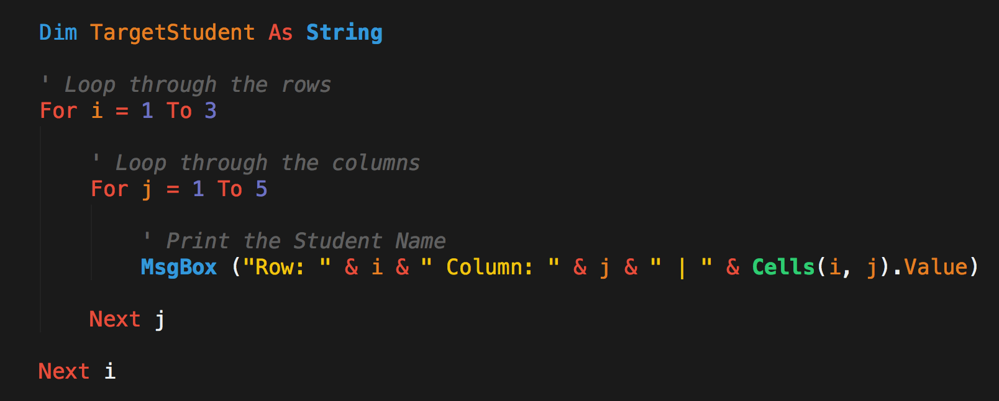 Dim TargetStudent As String
' Loop through the rows
For i = 1 To 3
' Loop through the columns
For j = 1 To 5
' Print the Student Name
MsgBox ("Row: " & i & " Column: " & j & " | " & Cells(i, j).Value)
Next j
Next i